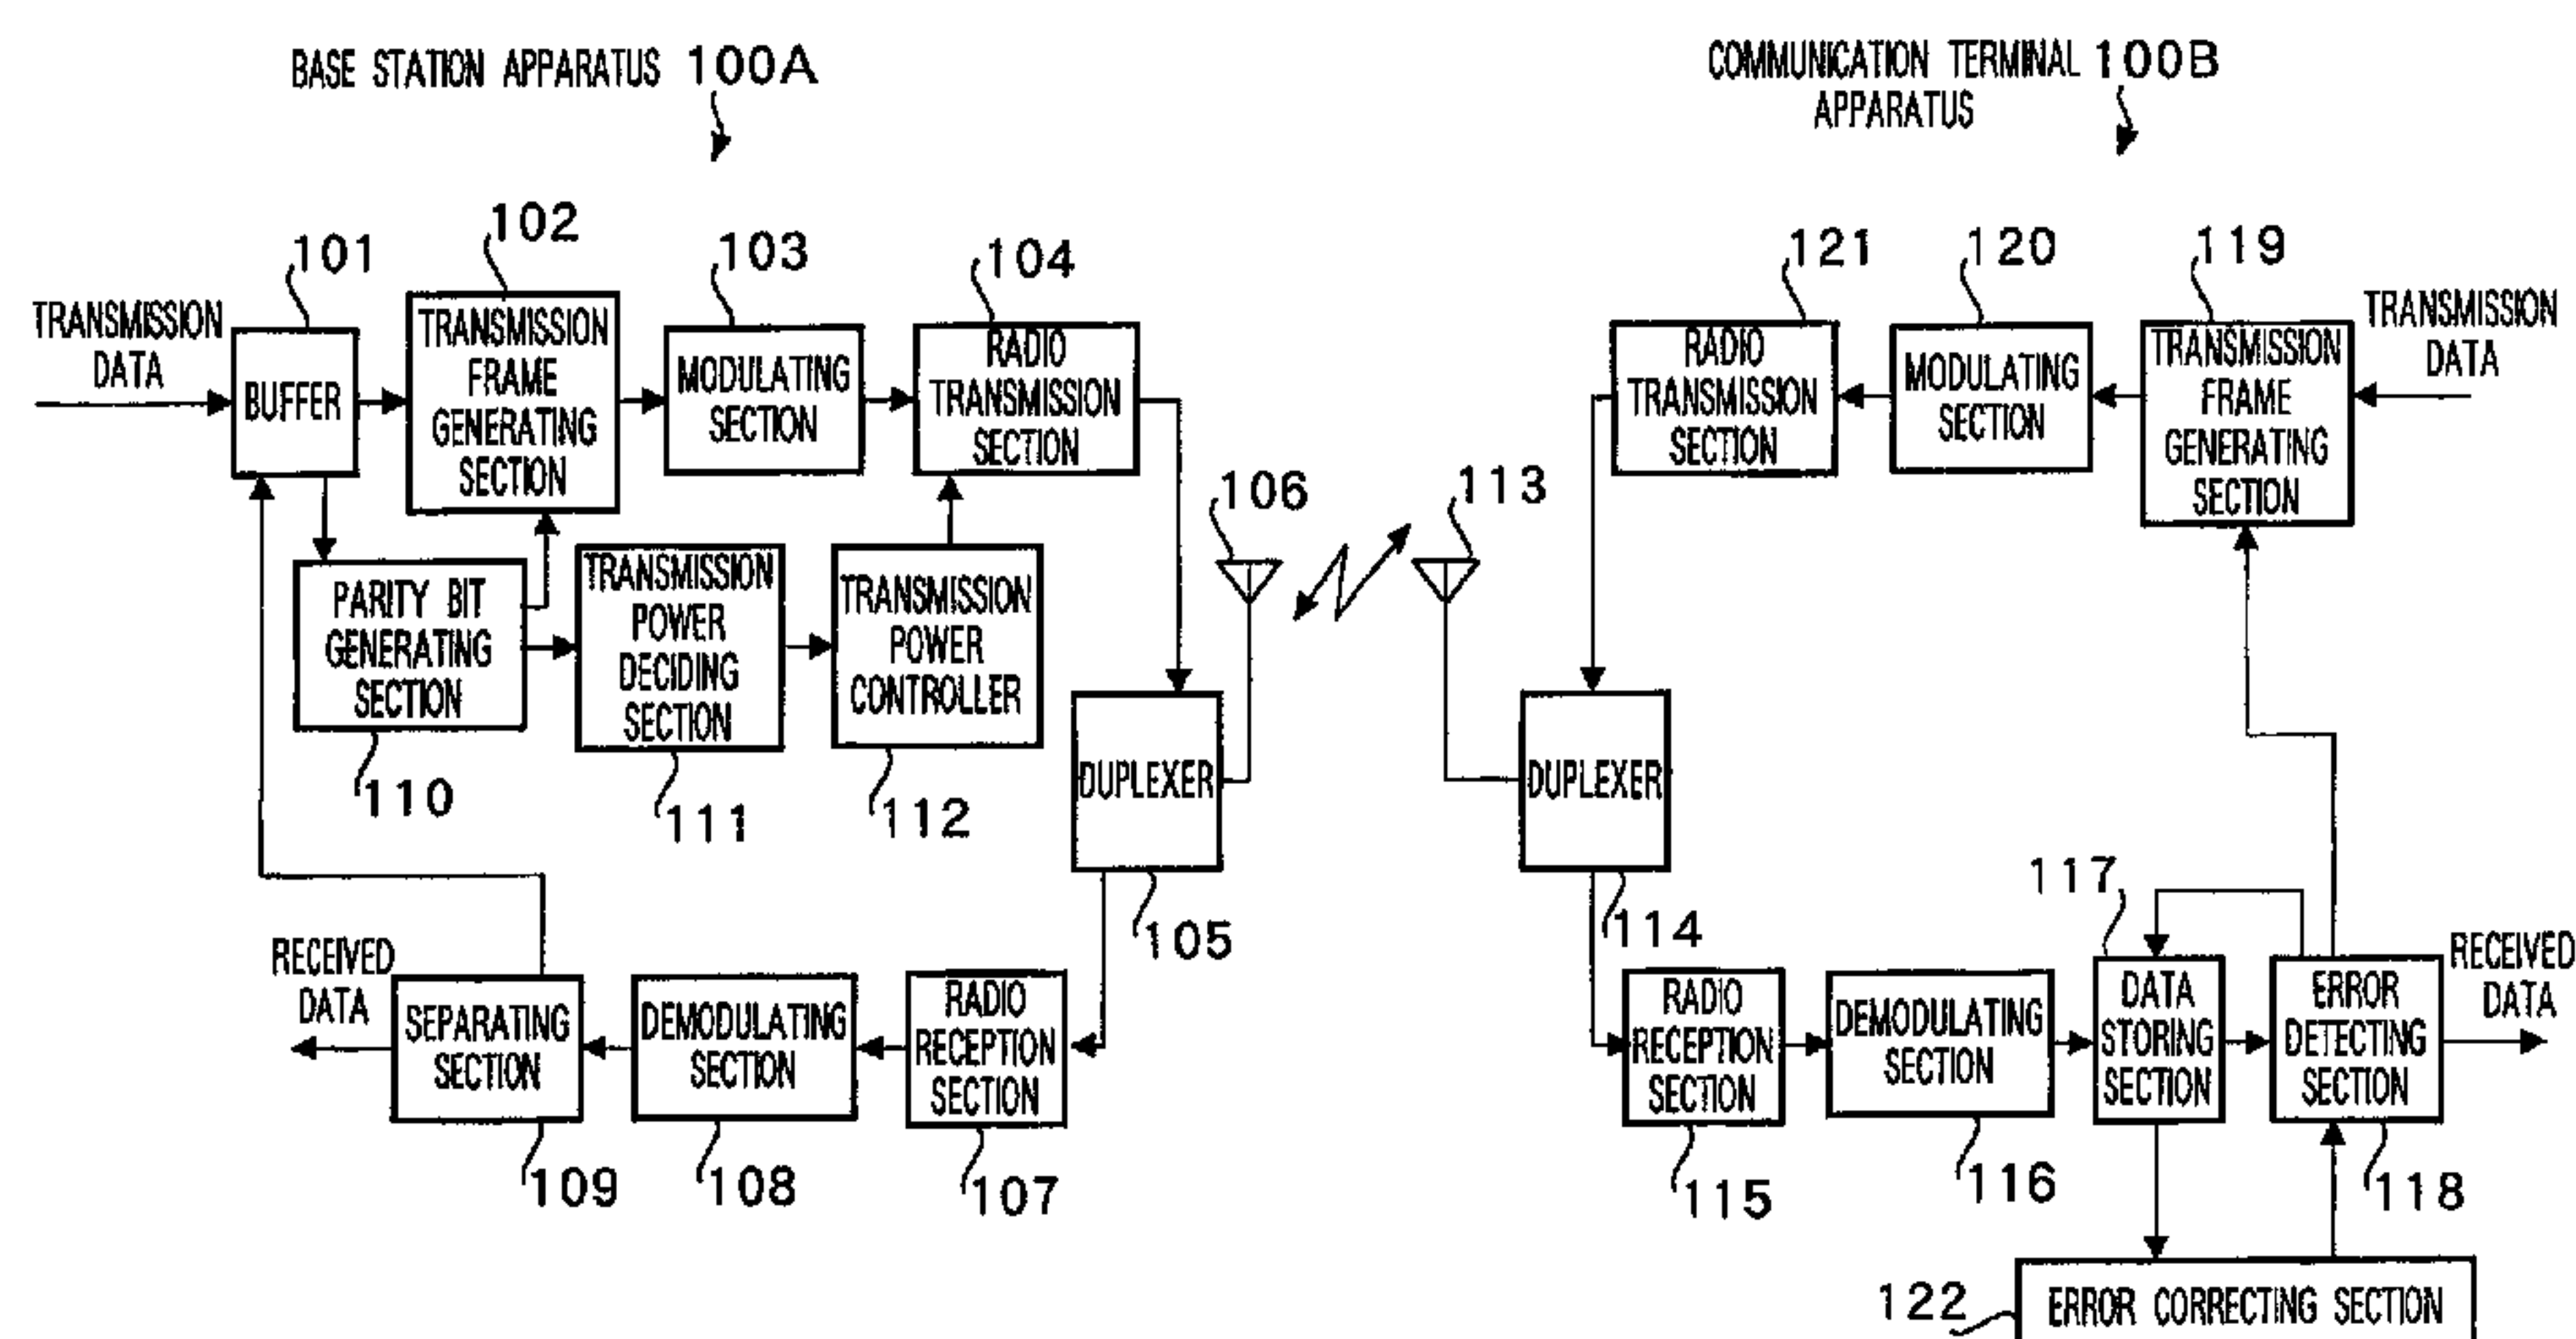 BASE STATION APPARATUS 100A
COMMUNICATION TERMINAL 100B
APPARATUS
101
102
103
104
TRANSMISSION
DATA
BUFFER
TRANSMISSION
FRAME
GENERATING
SECTION
MODULATING
SECTION
RADIO
TRANSMISSION
SECTION
106
PARITY BIT
GENERATING
SECTION
TRANSMISSION
POWER
DECIDING
SECTION
TRANSMISSION
POWER
CONTROLLER
DUPLEXER
110
111
112
105
RECEIVED
DATA
SEPARATING
SECTION
DEMODULATING
SECTION
RADIO
RECEPTION
SECTION
109
108
107
121
120
119
RADIO
TRANSMISSION
SECTION
MODULATING
SECTION
TRANSMISSION
FRAME
GENERATING
SECTION
TRANSMISSION
DATA
113
DUPLEXER
114
117
RADIO
RECEPTION
SECTION
DEMODULATING
SECTION
DATA
STORING
SECTION
ERROR
DETECTING
SECTION
RECEIVED
DATA
115
116
118
122
ERROR CORRECTING SECTION